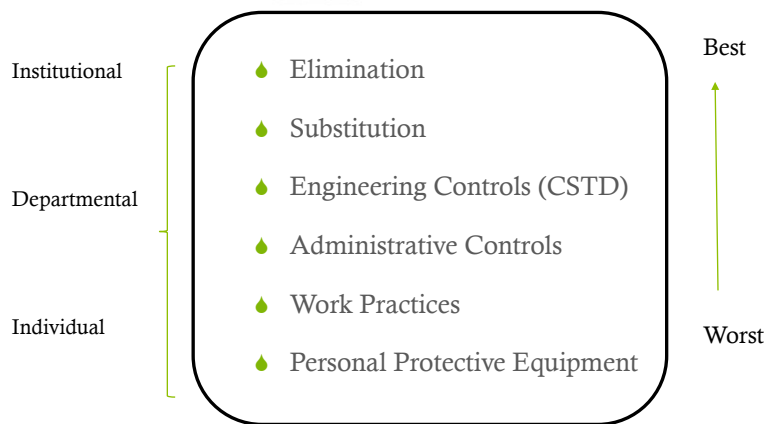 Institutional
Departmental
Individual
Elimination
Substitution
Engineering Controls (CSTD)
Administrative Controls
Work Practices
Personal Protective Equipment
Best
Worst